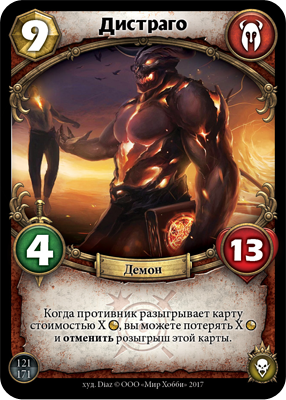 9
Дистраго
4
13
Демон
Когда противник разыгрывает карту
стоимостью X , вы можете потерять X
и отменить розыгрыш этой карты.
121
171
худ. Diaz © ООО «Мир Хобби» 2017